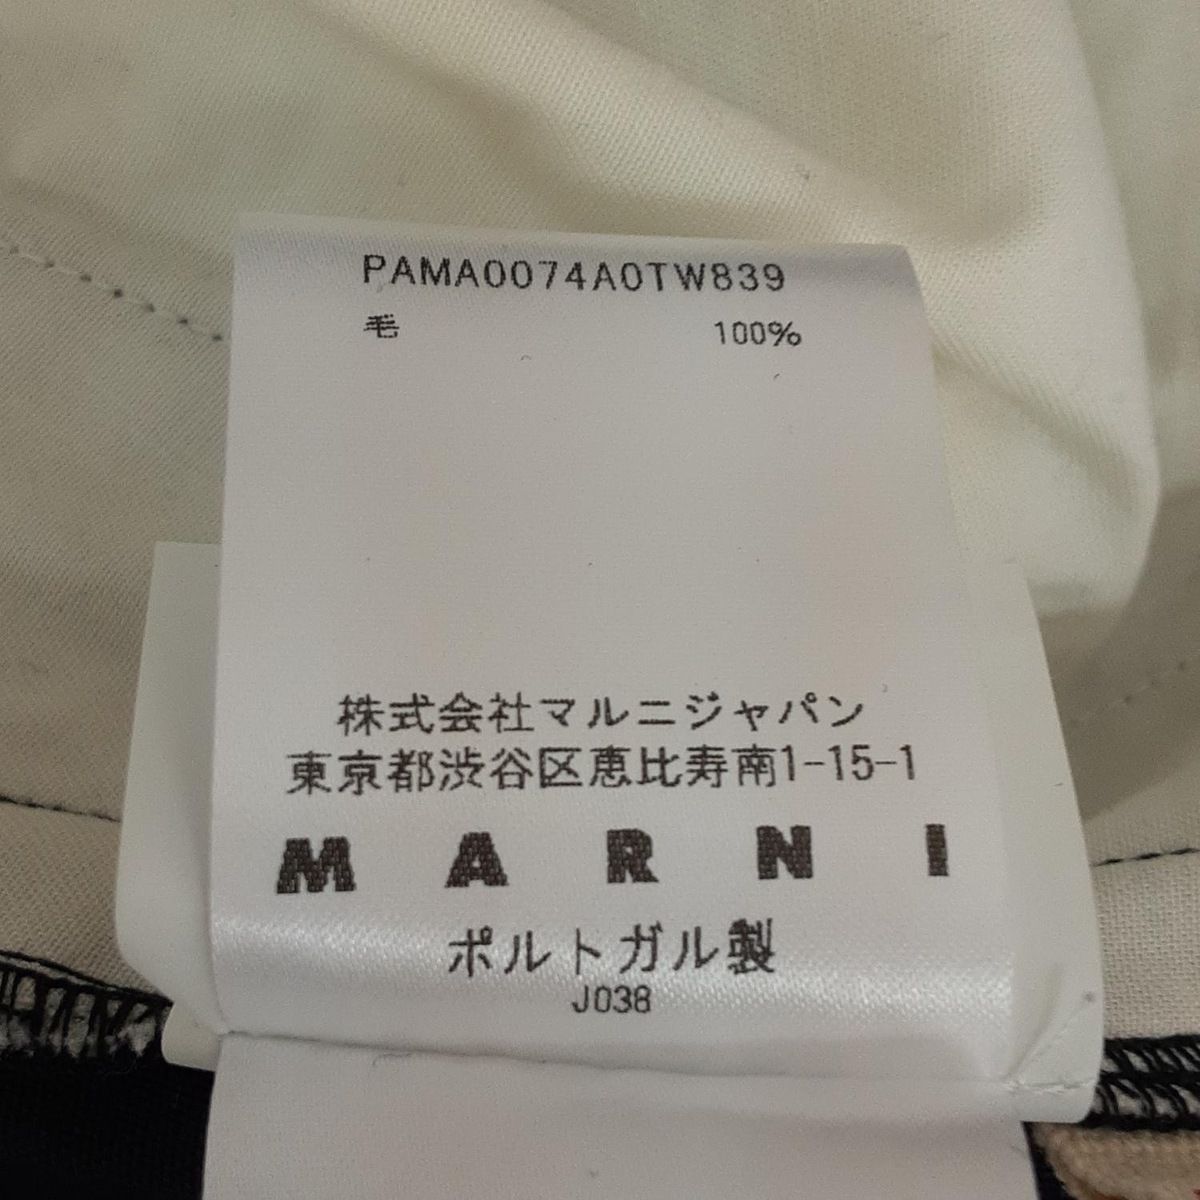 PAMA0074A0TW839
毛 100%
株式会社マルニジャパン
東京都渋谷区恵比寿南1-15-1
MARNI
ポルトガル製
J038